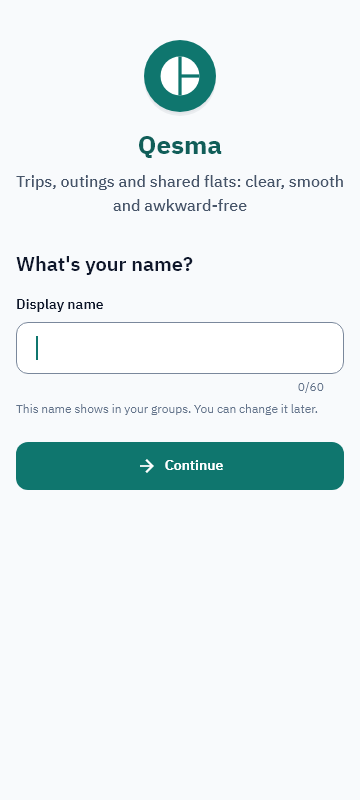 Qesma
Trips, outings and shared flats: clear, smooth
and awkward-free
What's your name?
Display name
0/60
This name shows in your groups. You can change it later.
Continue